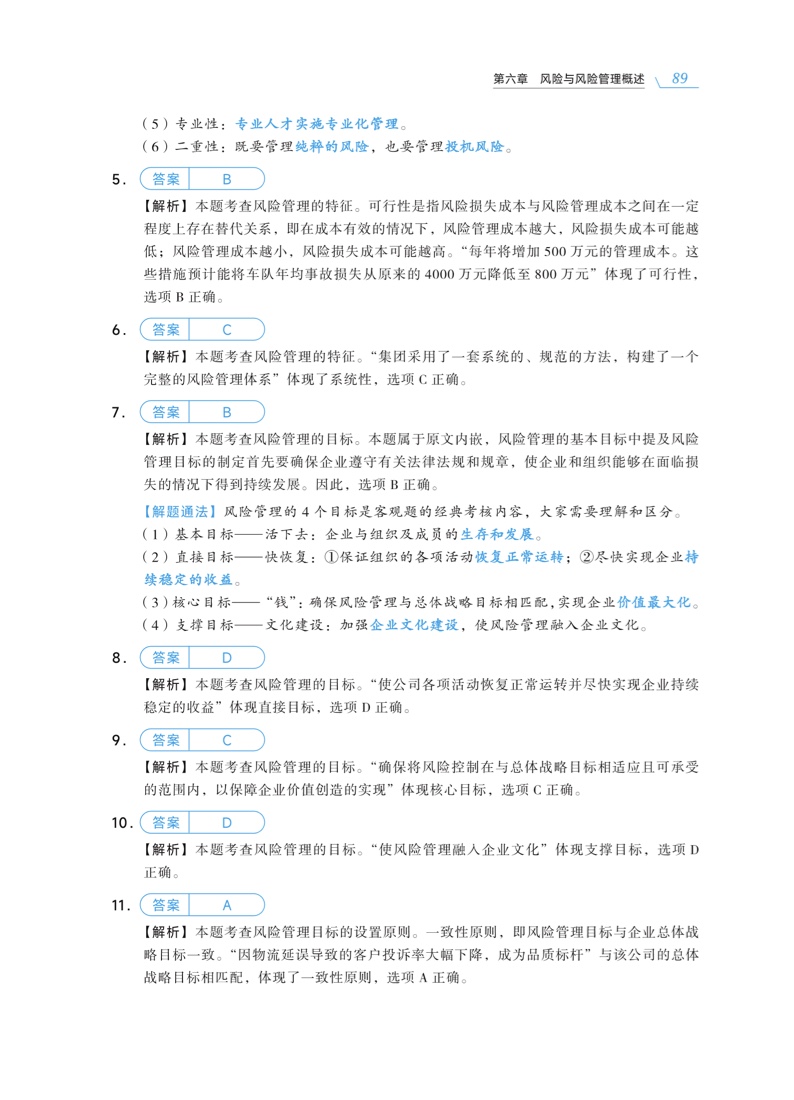 第六章 风险与风险管理概述 89
（5）专业性：专业人才实施专业化管理。
（6）二重性：既要管理纯粹的风险，也要管理投机风险。
5. 答案 B
【解析】本题考查风险管理的特征。可行性是指风险损失成本与风险管理成本之间在一定
程度上存在替代关系，即在成本有效的情况下，风险管理成本越大，风险损失成本可能越
低；风险管理成本越小，风险损失成本可能越高。“每年将增加 500 万元的管理成本。这
些措施预计能将车队年均事故损失从原来的 4000 万元降低至 800 万元”体现了可行性，
选项 B 正确。
6. 答案 C
【解析】本题考查风险管理的特征。“集团采用了一套系统的、规范的方法，构建了一个
完整的风险管理体系”体现了系统性，选项 C 正确。
7. 答案 B
【解析】本题考查风险管理的目标。本题属于原文内嵌，风险管理的基本目标中提及风险
管理目标的制定首先要确保企业遵守有关法律法规和规章，使企业和组织能够在面临损
失的情况下得到持续发展。因此，选项 B 正确。
【解题通法】风险管理的 4 个目标是客观题的经典考核内容，大家需要理解和区分。
（1）基本目标——活下去：企业与组织及成员的生存和发展。
（2）直接目标——快恢复：①保证组织的各项活动恢复正常运转；②尽快实现企业持
续稳定的收益。
（3）核心目标——“钱”：确保风险管理与总体战略目标相匹配，实现企业价值最大化。
（4）支撑目标——文化建设：加强企业文化建设，使风险管理融入企业文化。
8. 答案 D
【解析】本题考查风险管理的目标。“使公司各项活动恢复正常运转并尽快实现企业持续
稳定的收益”体现直接目标，选项 D 正确。
9. 答案 C
【解析】本题考查风险管理的目标。“确保将风险控制在与总体战略目标相适应且可承受
的范围内，以保障企业价值创造的实现”体现核心目标，选项 C 正确。
10. 答案 D
【解析】本题考查风险管理的目标。“使风险管理融入企业文化”体现支撑目标，选项 D
正确。
11. 答案 A
【解析】本题考查风险管理目标的设置原则。一致性原则，即风险管理目标与企业总体战
略目标一致。“因物流延误导致的客户投诉率大幅下降，成为品质标杆”与该公司的总体
战略目标相匹配，体现了一致性原则，选项 A 正确。